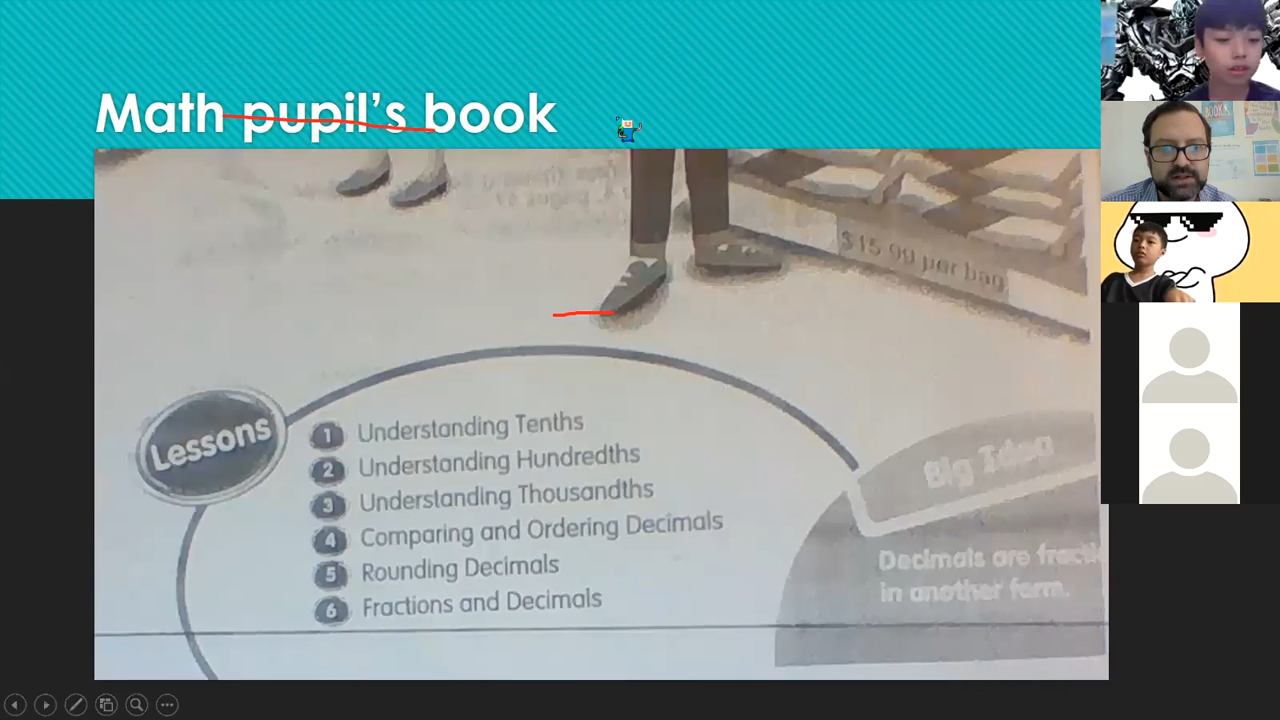 Math pupil's book
$15.99 per bag
Lessons
1 Understanding Tenths
2 Understanding Hundredths
3 Understanding Thousandths
4 Comparing and Ordering Decimals
5 Rounding Decimals
6 Fractions and Decimals
Big Idea
Decimals are
in another form.